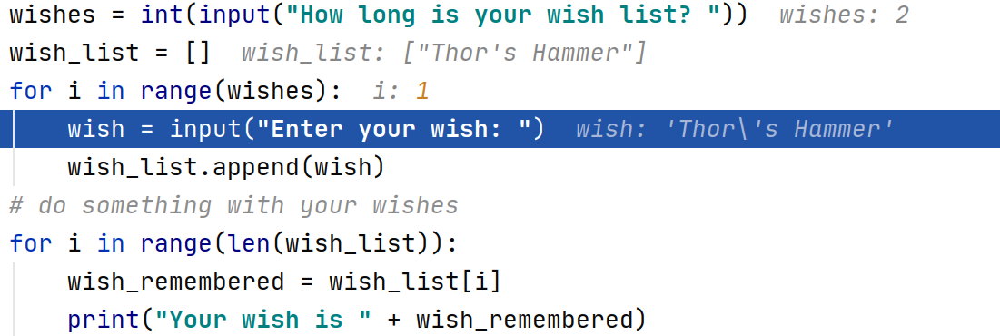 wishes = int(input("How long is your wish list? "))  wishes: 2
wish_list = []  wish_list: ["Thor's Hammer"]
for i in range(wishes):  i: 1
    wish = input("Enter your wish: ")  wish: 'Thor\'s Hammer'
    wish_list.append(wish)
# do something with your wishes
for i in range(len(wish_list)):
    wish_remembered = wish_list[i]
    print("Your wish is " + wish_remembered)